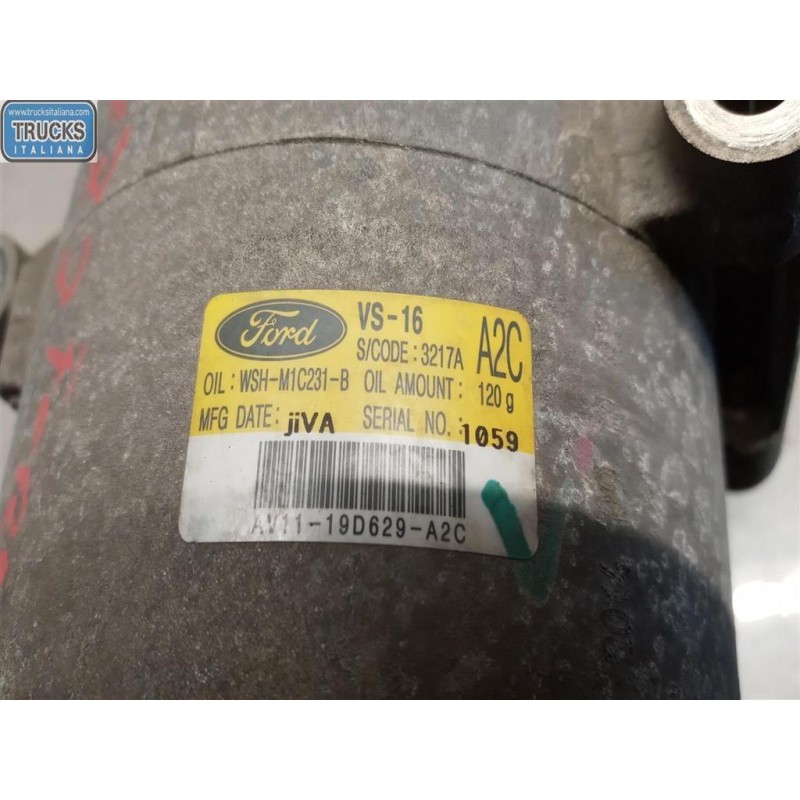 www.trucksitaliana.com
TRUCKS
ITALIANA
Ford VS-16 A2C
S/CODE : 3217A
OIL : WSH-M1C231-B OIL AMOUNT : 120 g
MFG DATE : jiVA SERIAL NO. : 1059
AV11-19D629-A2C